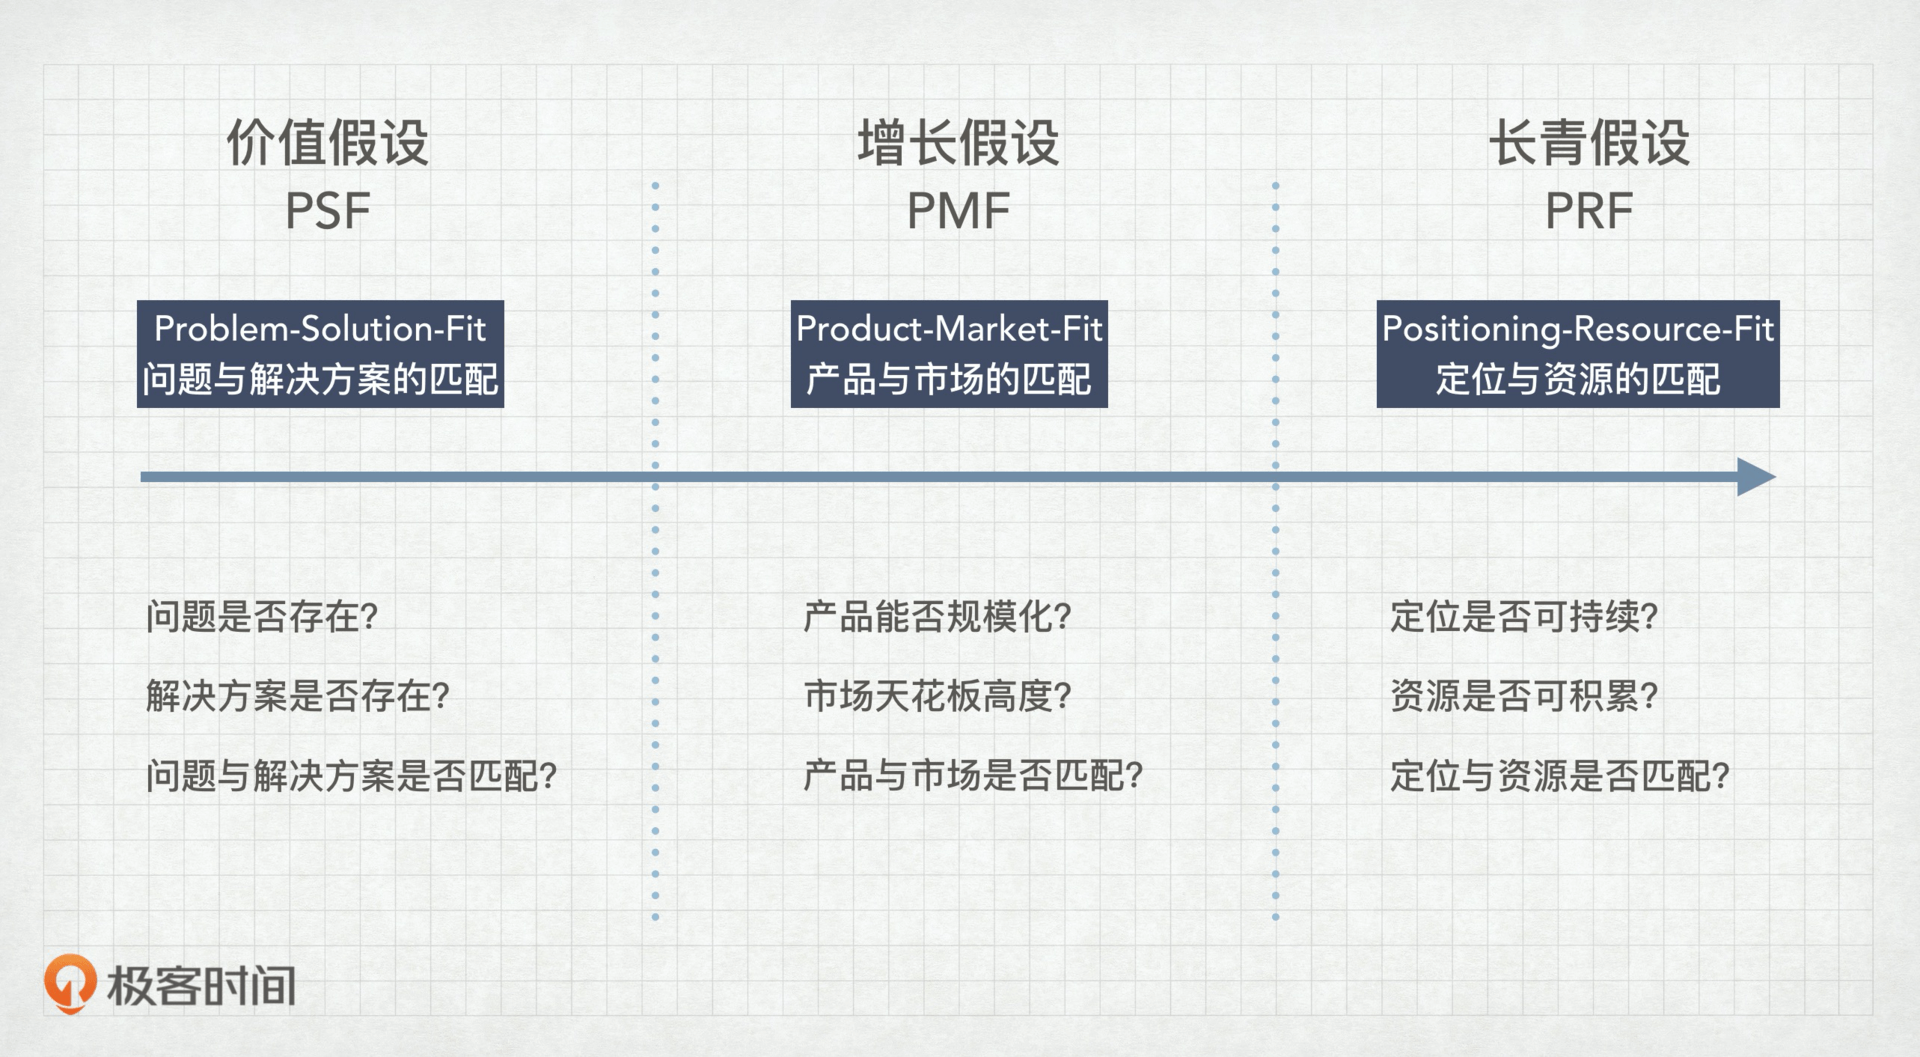 价值假设
PSF
Problem-Solution-Fit
问题与解决方案的匹配
问题是否存在?
解决方案是否存在?
问题与解决方案是否匹配?
增长假设
PMF
Product-Market-Fit
产品与市场的匹配
产品能否规模化?
市场天花板高度?
产品与市场是否匹配?
长青假设
PRF
Positioning-Resource-Fit
定位与资源的匹配
定位是否可持续?
资源是否可积累?
定位与资源是否匹配?
极客时间